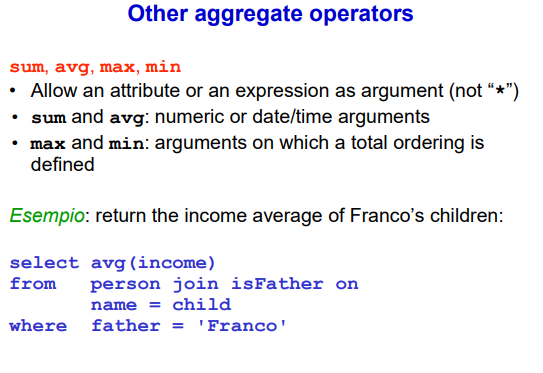 Other aggregate operators
sum, avg, max, min
• Allow an attribute or an expression as argument (not “*”)
• sum and avg: numeric or date/time arguments
• max and min: arguments on which a total ordering is
defined
Esempio: return the income average of Franco’s children:
select avg(income)
from person join isFather on
name = child
where father = 'Franco'